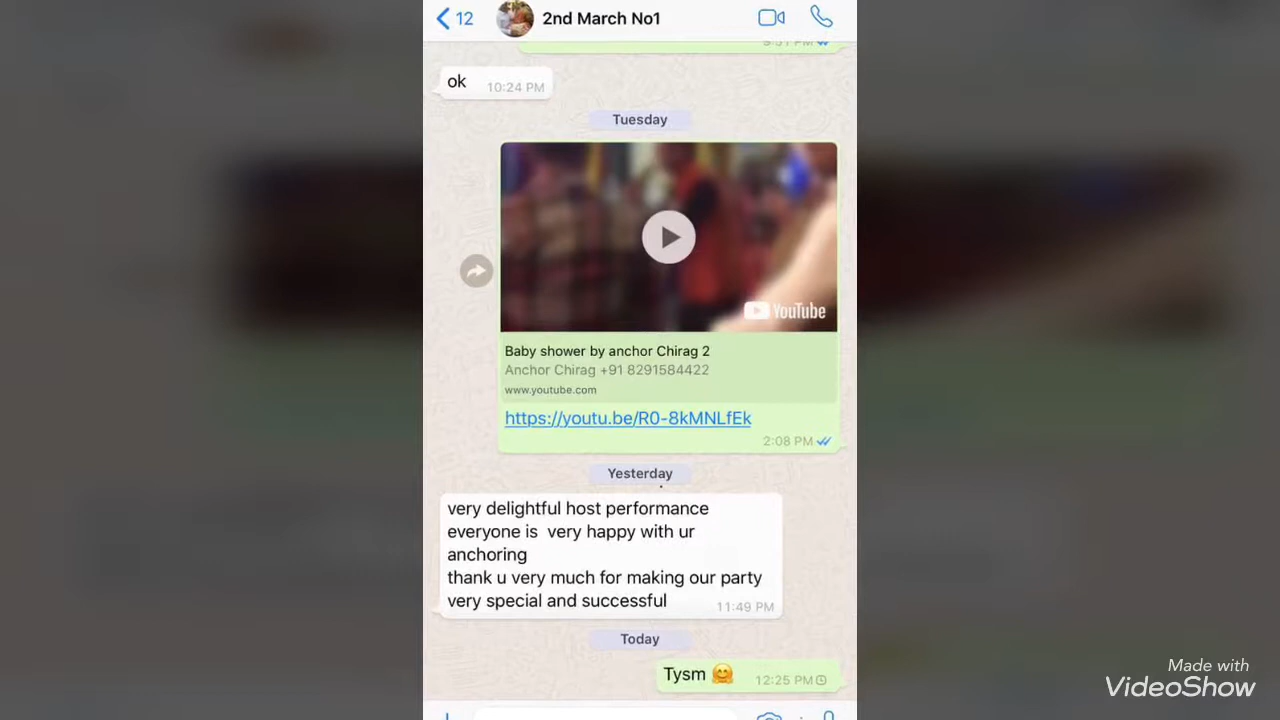 12 2nd March No1
9:51 PM
ok 10:24 PM
Tuesday
YouTube
Baby shower by anchor Chirag 2
Anchor Chirag +91 8291584422
www.youtube.com
https://youtu.be/R0-8kMNLfEk
2:08 PM
Yesterday
very delightful host performance
everyone is very happy with ur
anchoring
thank u very much for making our party
very special and successful 11:49 PM
Today
Tysm 🤗 12:25 PM
Made with
VideoShow